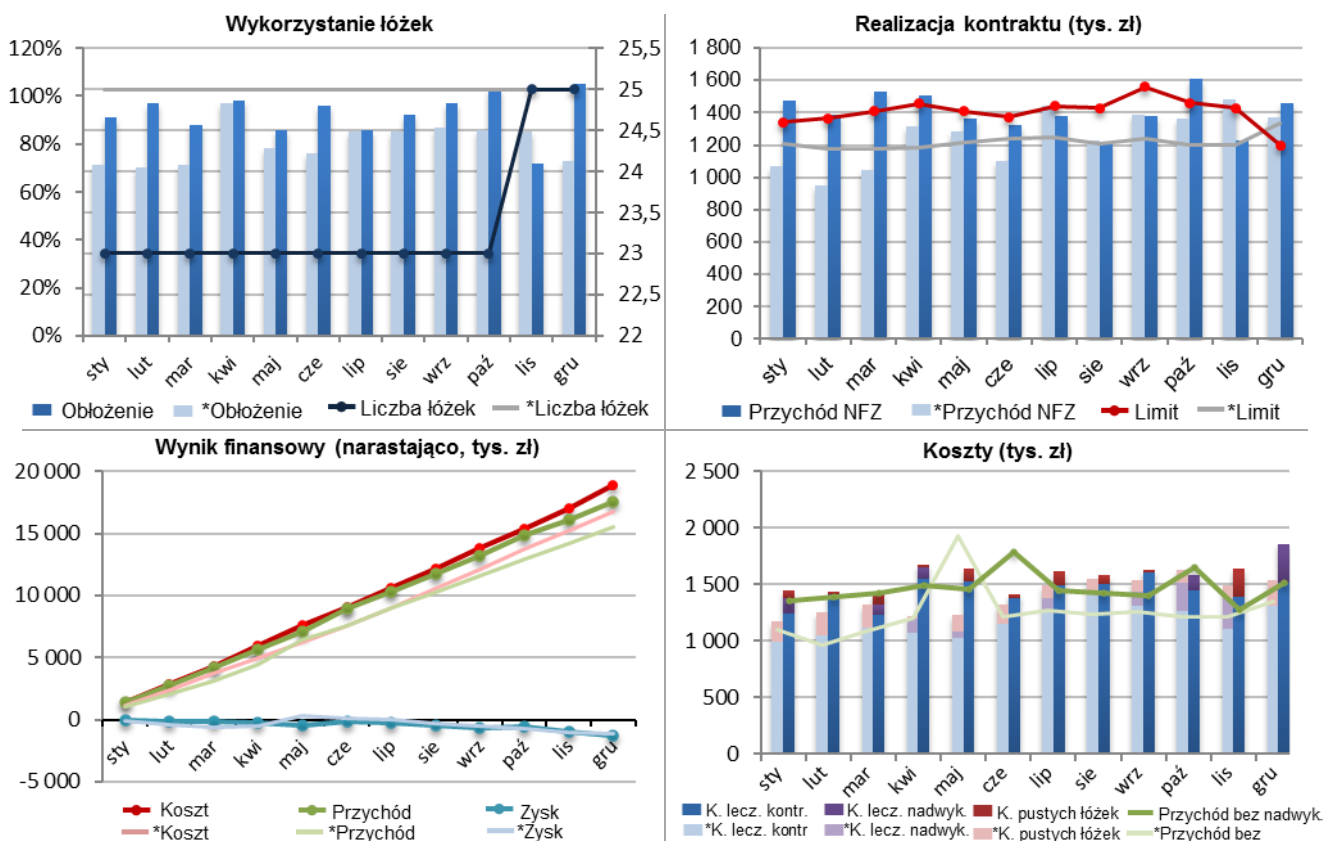 Wykorzystanie łóżek
120%
100%
80%
60%
40%
20%
0%
25,5
25
24,5
24
23,5
23
22,5
22
sty lut mar kwi maj cze lip sie wrz paź lis gru
Obłożenie *Obłożenie Liczba łóżek *Liczba łóżek
Realizacja kontraktu (tys. zł)
1 800
1 600
1 400
1 200
1 000
800
600
400
200
0
sty lut mar kwi maj cze lip sie wrz paź lis gru
Przychód NFZ *Przychód NFZ Limit *Limit
Wynik finansowy (narastająco, tys. zł)
20 000
15 000
10 000
5 000
0
-5 000
sty lut mar kwi maj cze lip sie wrz paź lis gru
Koszt Przychód Zysk
*Koszt *Przychód *Zysk
Koszty (tys. zł)
2 500
2 000
1 500
1 000
500
0
sty lut mar kwi maj cze lip sie wrz paź lis gru
K. lecz. kontr. K. lecz. nadwyk. K. pustych łóżek Przychód bez nadwyk.
*K. lecz. kontr *K. lecz. nadwyk. *K. pustych łóżek *Przychód bez